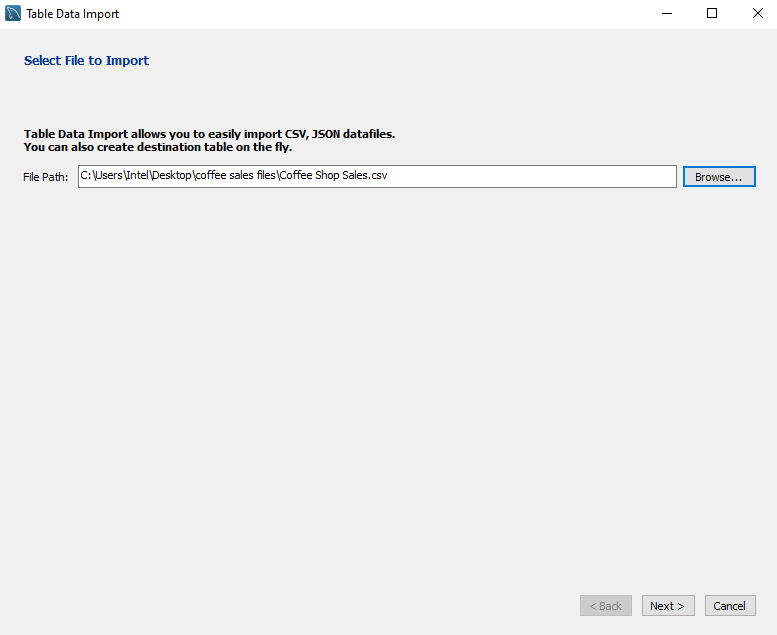 Table Data Import
Select File to Import
Table Data Import allows you to easily import CSV, JSON datafiles.
You can also create destination table on the fly.
File Path: C:\Users\Intel\Desktop\coffee sales files\Coffee Shop Sales.csv Browse...
< Back Next > Cancel